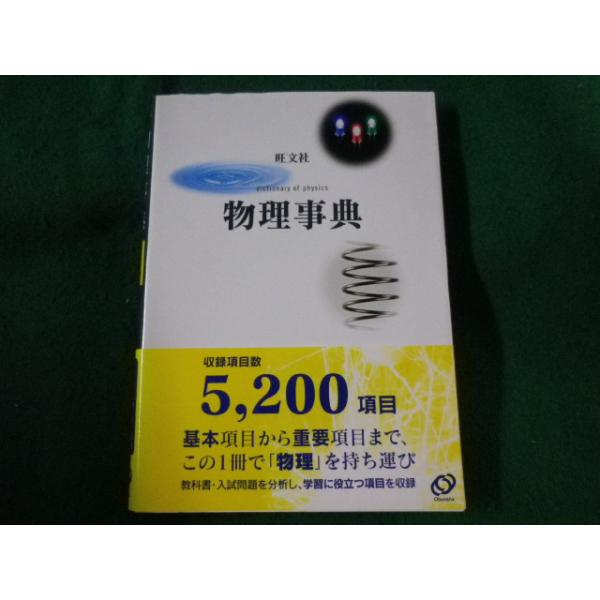 旺文社
dictionary of physics
物理事典
収録項目数
5,200 項目
基本項目から重要項目まで、
この1冊で「物理」を持ち運び
教科書・入試問題を分析し、学習に役立つ項目を収録
Obunsha